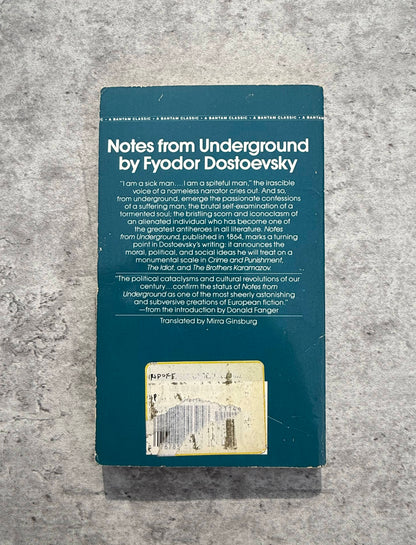 IC • A BANTAM CLASSIC • A BANTAM CLASSIC • A BANTAM CLASSIC • A BANTAM CLASSIC • A BANTAM
Notes from Underground
by Fyodor Dostoevsky
"I am a sick man....I am a spiteful man," the irascible
voice of a nameless narrator cries out. And so,
from underground, emerge the passionate confessions
of a suffering man; the brutal self-examination of a
tormented soul; the bristling scorn and iconoclasm of
an alienated individual who has become one of
the greatest antiheroes in all literature. Notes
from Underground, published in 1864, marks a turning
point in Dostoevsky's writing: it announces the
moral, political, and social ideas he will treat on a
monumental scale in Crime and Punishment,
The Idiot, and The Brothers Karamazov.
"The political cataclysms and cultural revolutions of our
century...confirm the status of Notes from
Underground as one of the most sheerly astonishing
and subversive creations of European fiction."
—from the introduction by Donald Fanger
Translated by Mirra Ginsburg